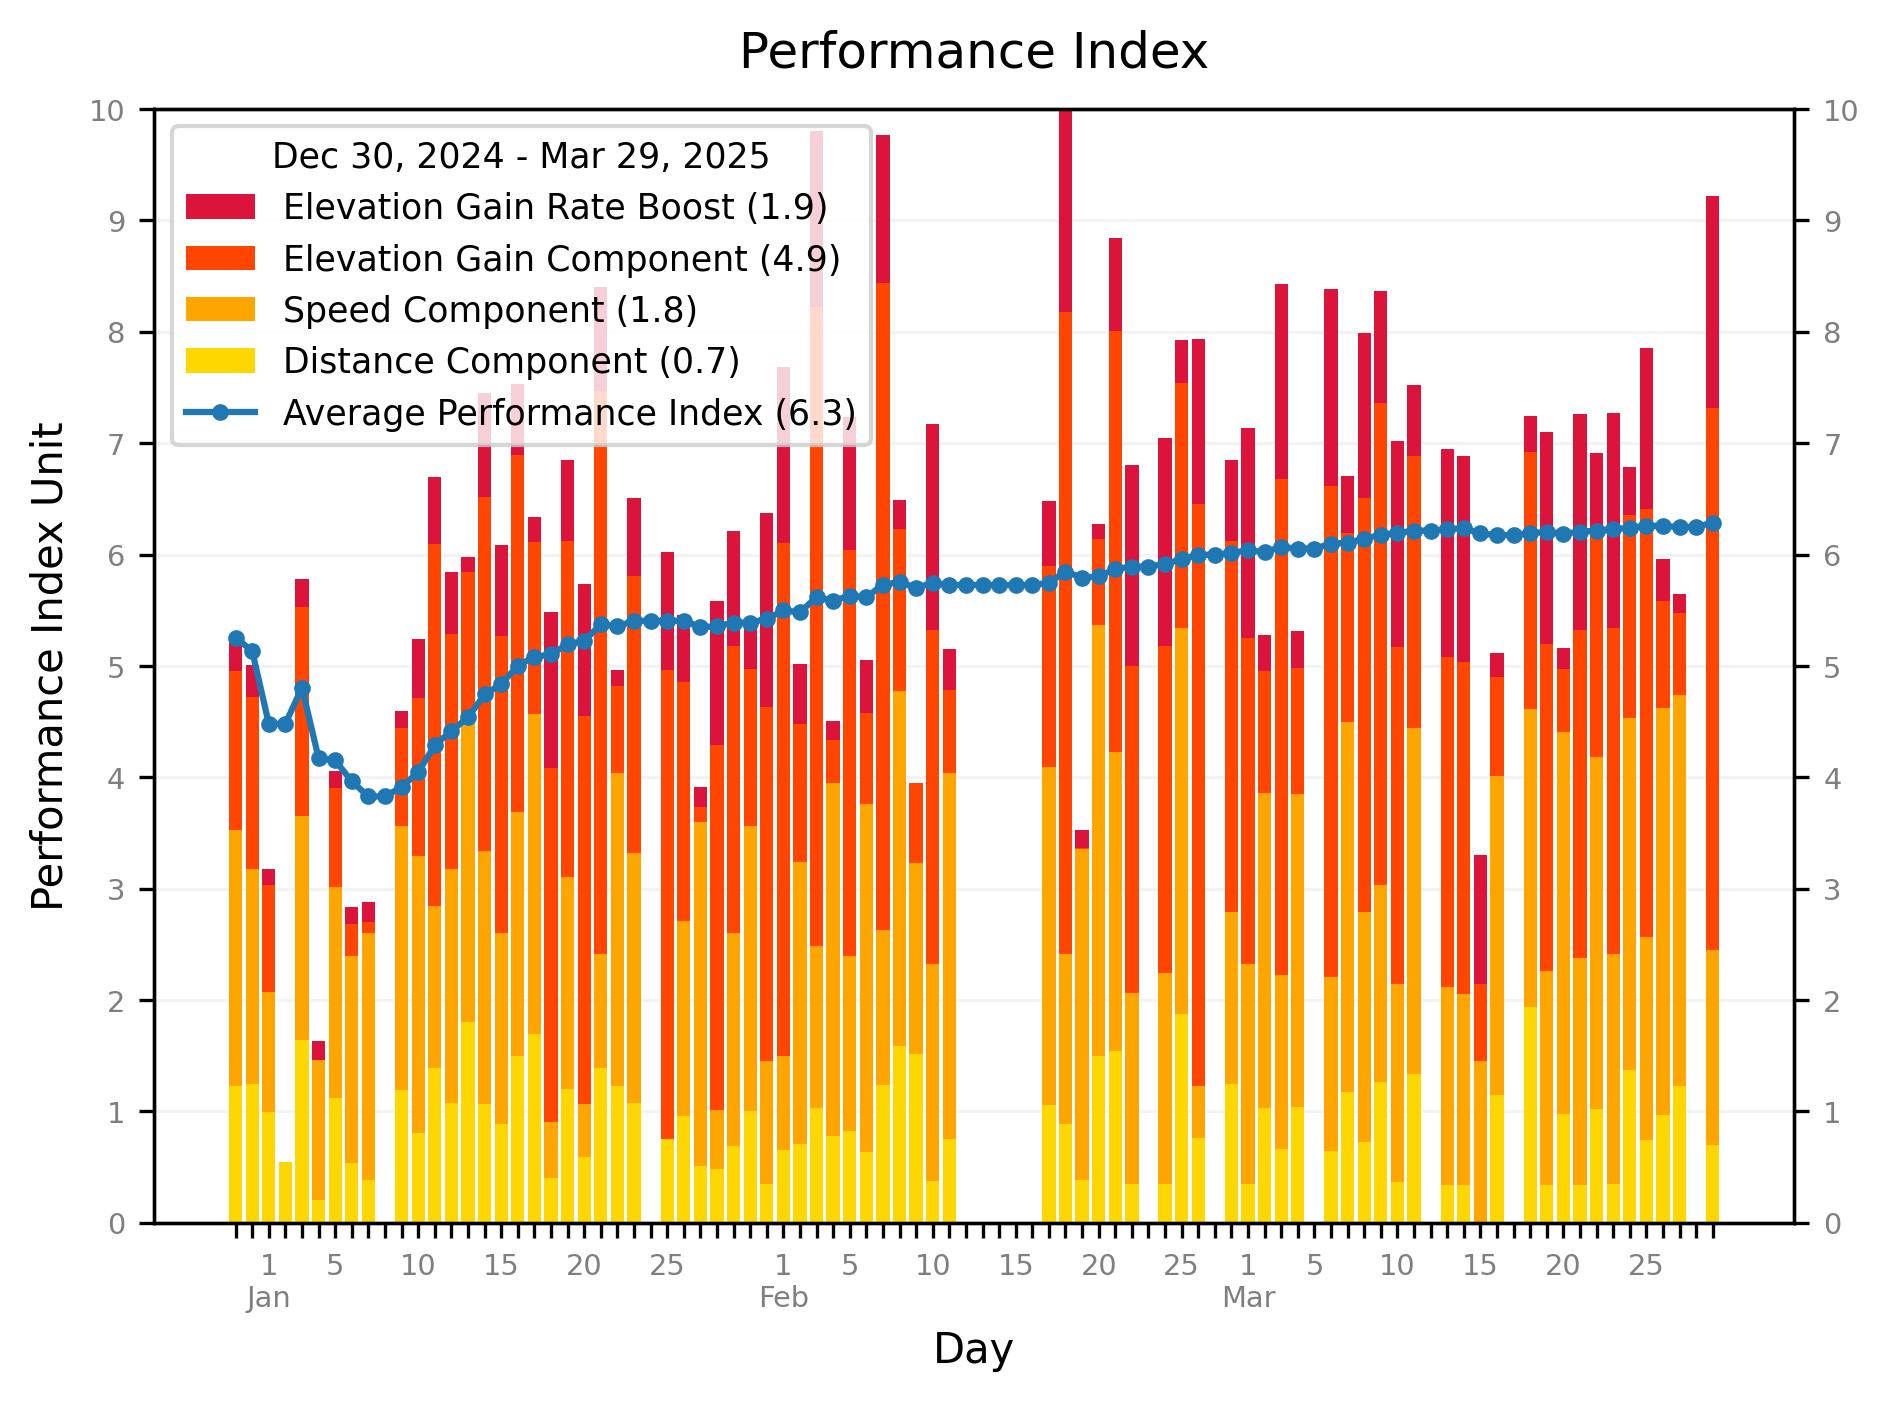 Performance Index
Dec 30, 2024 - Mar 29, 2025
Elevation Gain Rate Boost (1.9)
Elevation Gain Component (4.9)
Speed Component (1.8)
Distance Component (0.7)
Average Performance Index (6.3)
Performance Index Unit
10 10
9 9
8 8
7 7
6 6
5 5
4 4
3 3
2 2
1 1
0 0
1 5 10 15 20 25 1 5 10 15 20 25 1 5 10 15 20 25
Jan Feb Mar
Day